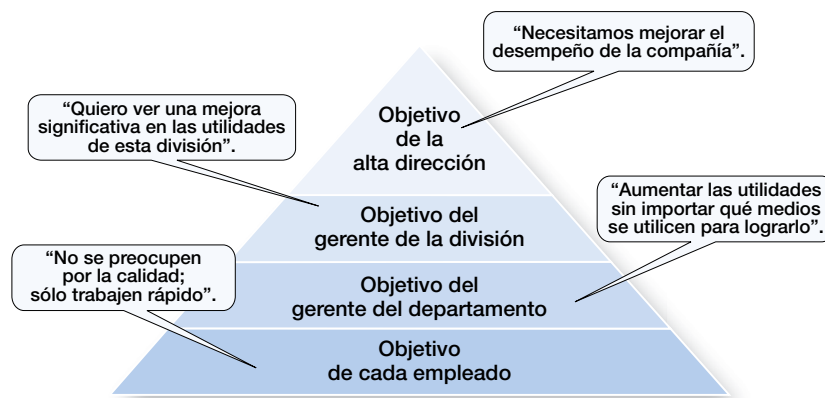 “Necesitamos mejorar el
desempeño de la compañía”.
“Quiero ver una mejora
significativa en las utilidades
de esta división”.
Objetivo
de la
alta dirección
“Aumentar las utilidades
sin importar qué medios
se utilicen para lograrlo”.
Objetivo del
gerente de la división
“No se preocupen
por la calidad;
sólo trabajen rápido”.
Objetivo del
gerente del departamento
Objetivo
de cada empleado